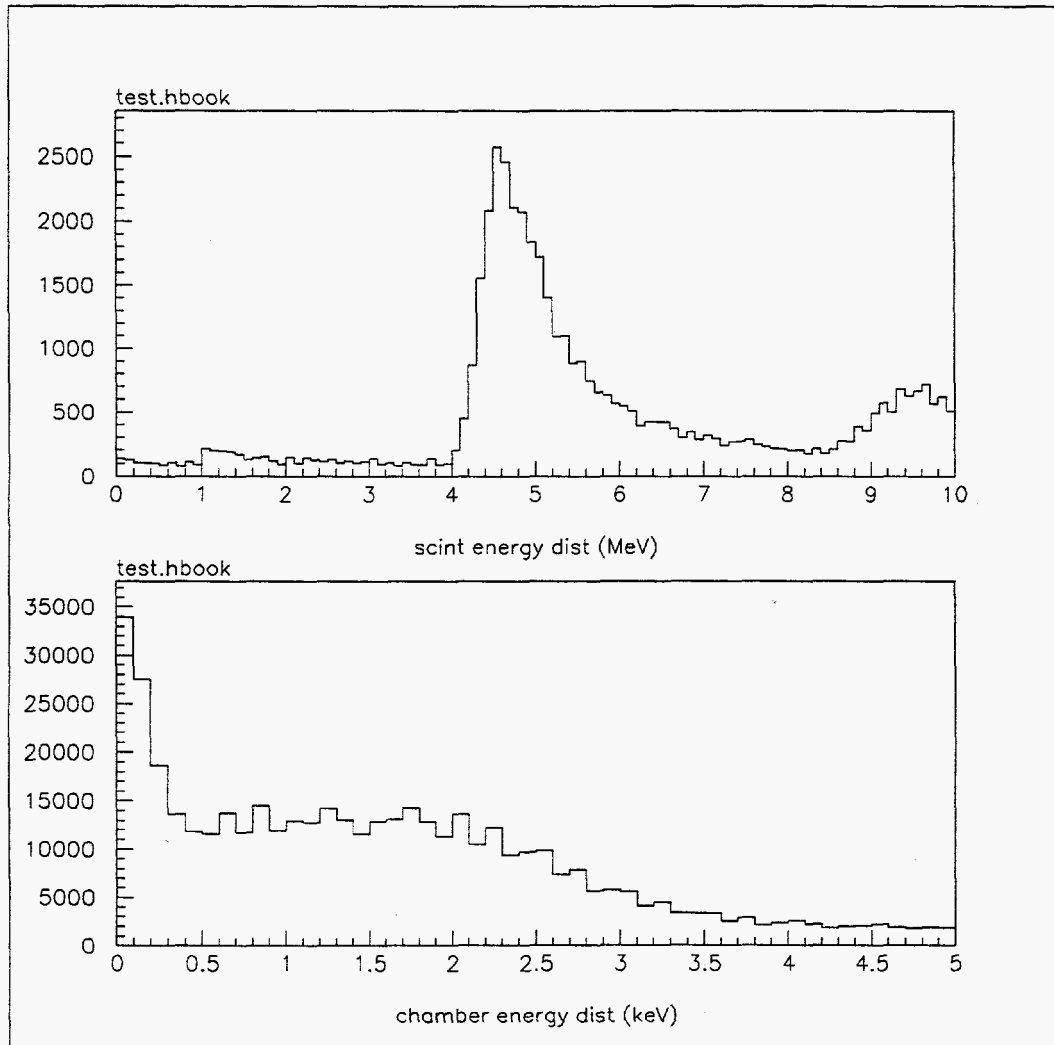 test.hbook
2500
2000
1500
1000
500
0
0 1 2 3 4 5 6 7 8 9 10
scint energy dist (MeV)
test.hbook
35000
30000
25000
20000
15000
10000
5000
0
0 0.5 1 1.5 2 2.5 3 3.5 4 4.5 5
chamber energy dist (keV)